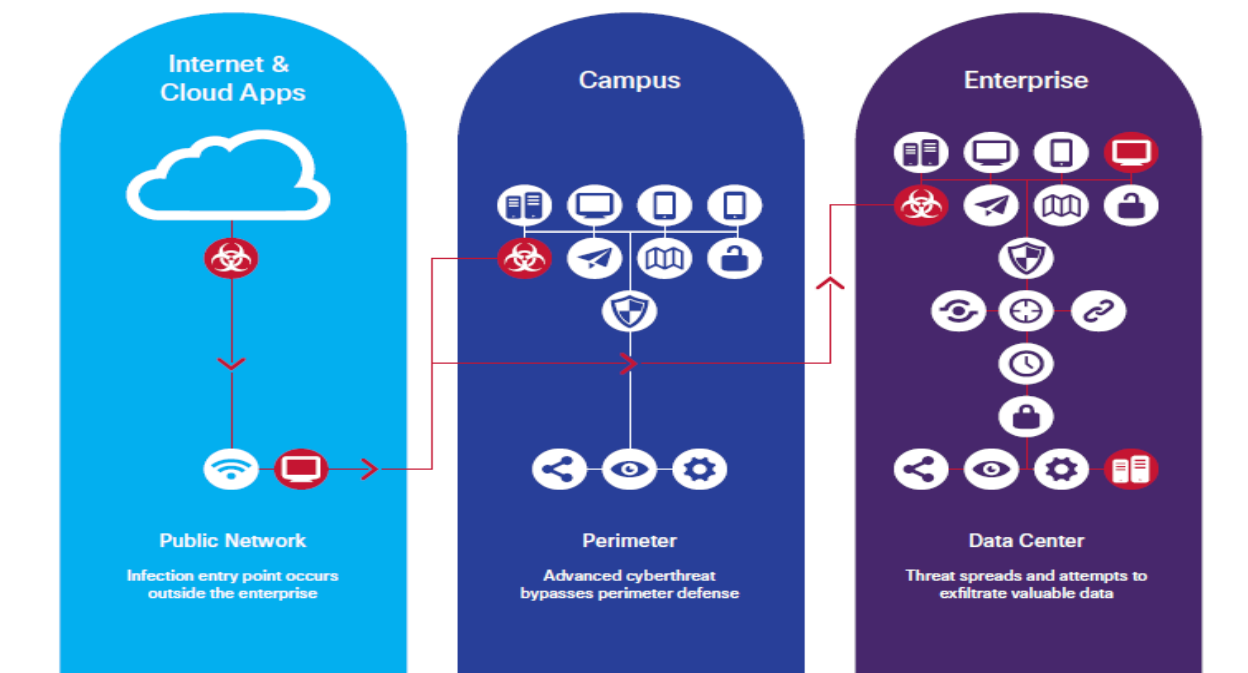 Internet &
Cloud Apps
Campus
Enterprise
Public Network
Infection entry point occurs
outside the enterprise
Perimeter
Advanced cyberthreat
bypasses perimeter defense
Data Center
Threat spreads and attempts to
exfiltrate valuable data